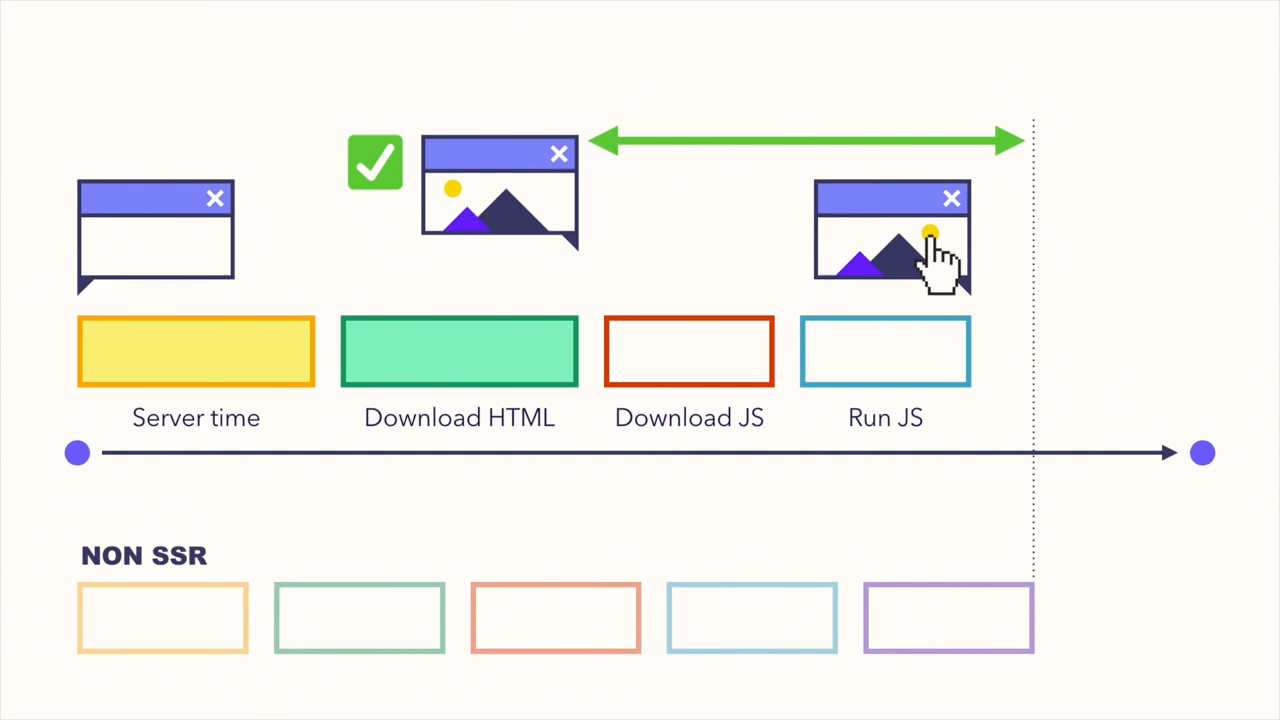 Server time
Download HTML
Download JS
Run JS
NON SSR